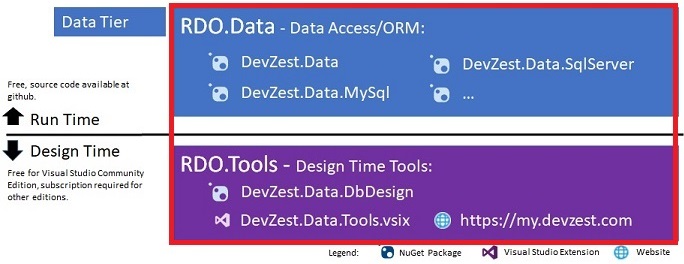 Data Tier
RDO.Data - Data Access/ORM:
DevZest.Data
DevZest.Data.SqlServer
DevZest.Data.MySql
...
Free, source code available at
github.
Run Time
Design Time
Free for Visual Studio Community
Edition, subscription required for
other editions.
RDO.Tools - Design Time Tools:
DevZest.Data.DbDesign
DevZest.Data.Tools.vsix
https://my.devzest.com
Legend: NuGet Package Visual Studio Extension Website